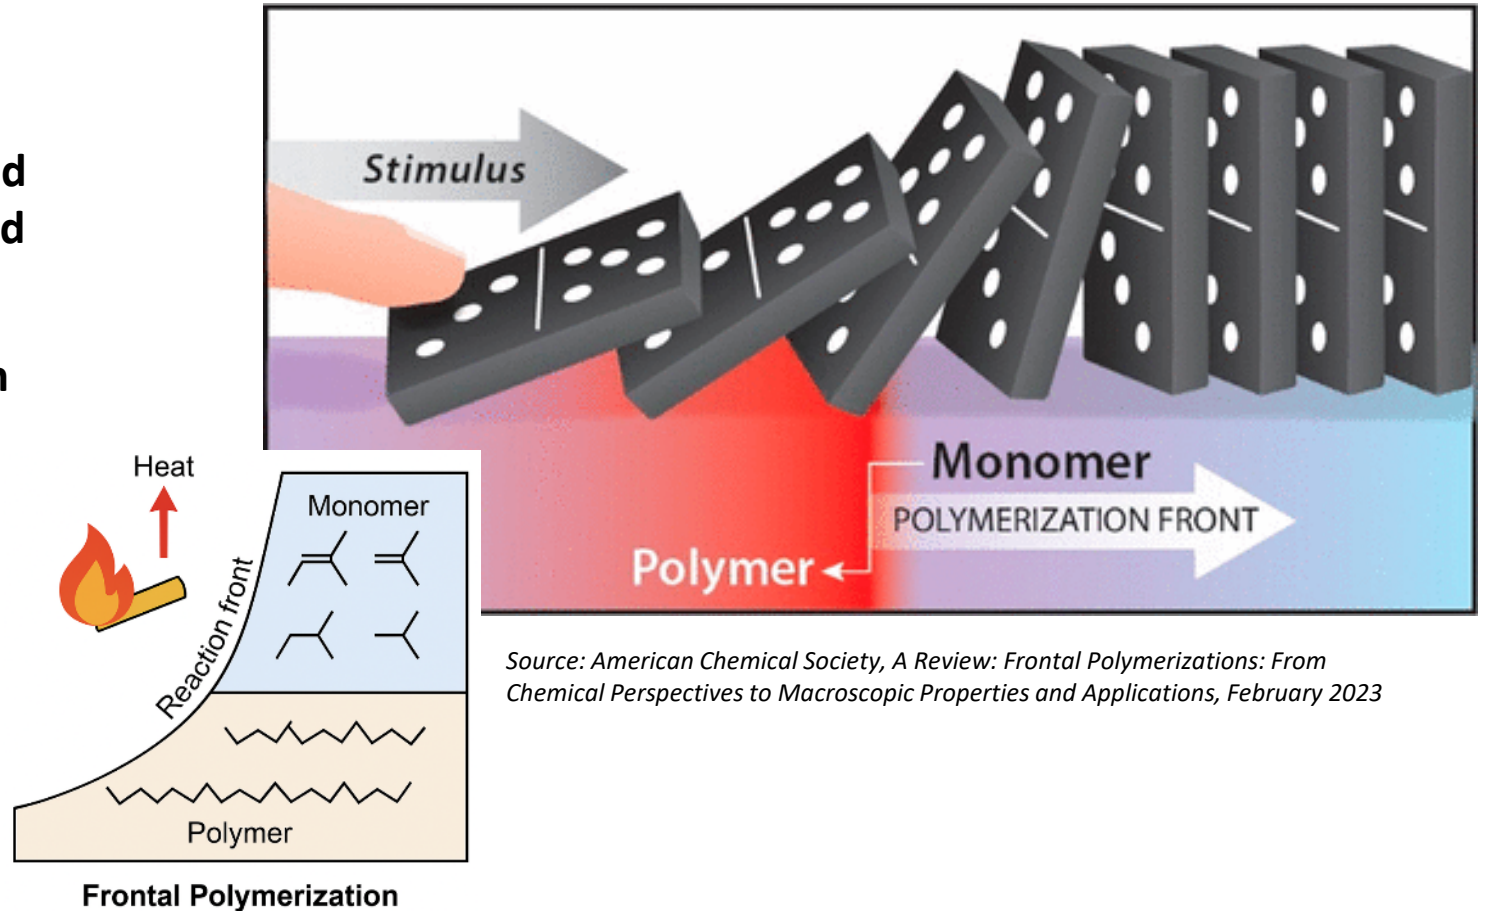 d
d
n
Stimulus
Monomer
POLYMERIZATION FRONT
Polymer
Heat
Monomer
Reaction front
Polymer
Frontal Polymerization
Source: American Chemical Society, A Review: Frontal Polymerizations: From
Chemical Perspectives to Macroscopic Properties and Applications, February 2023